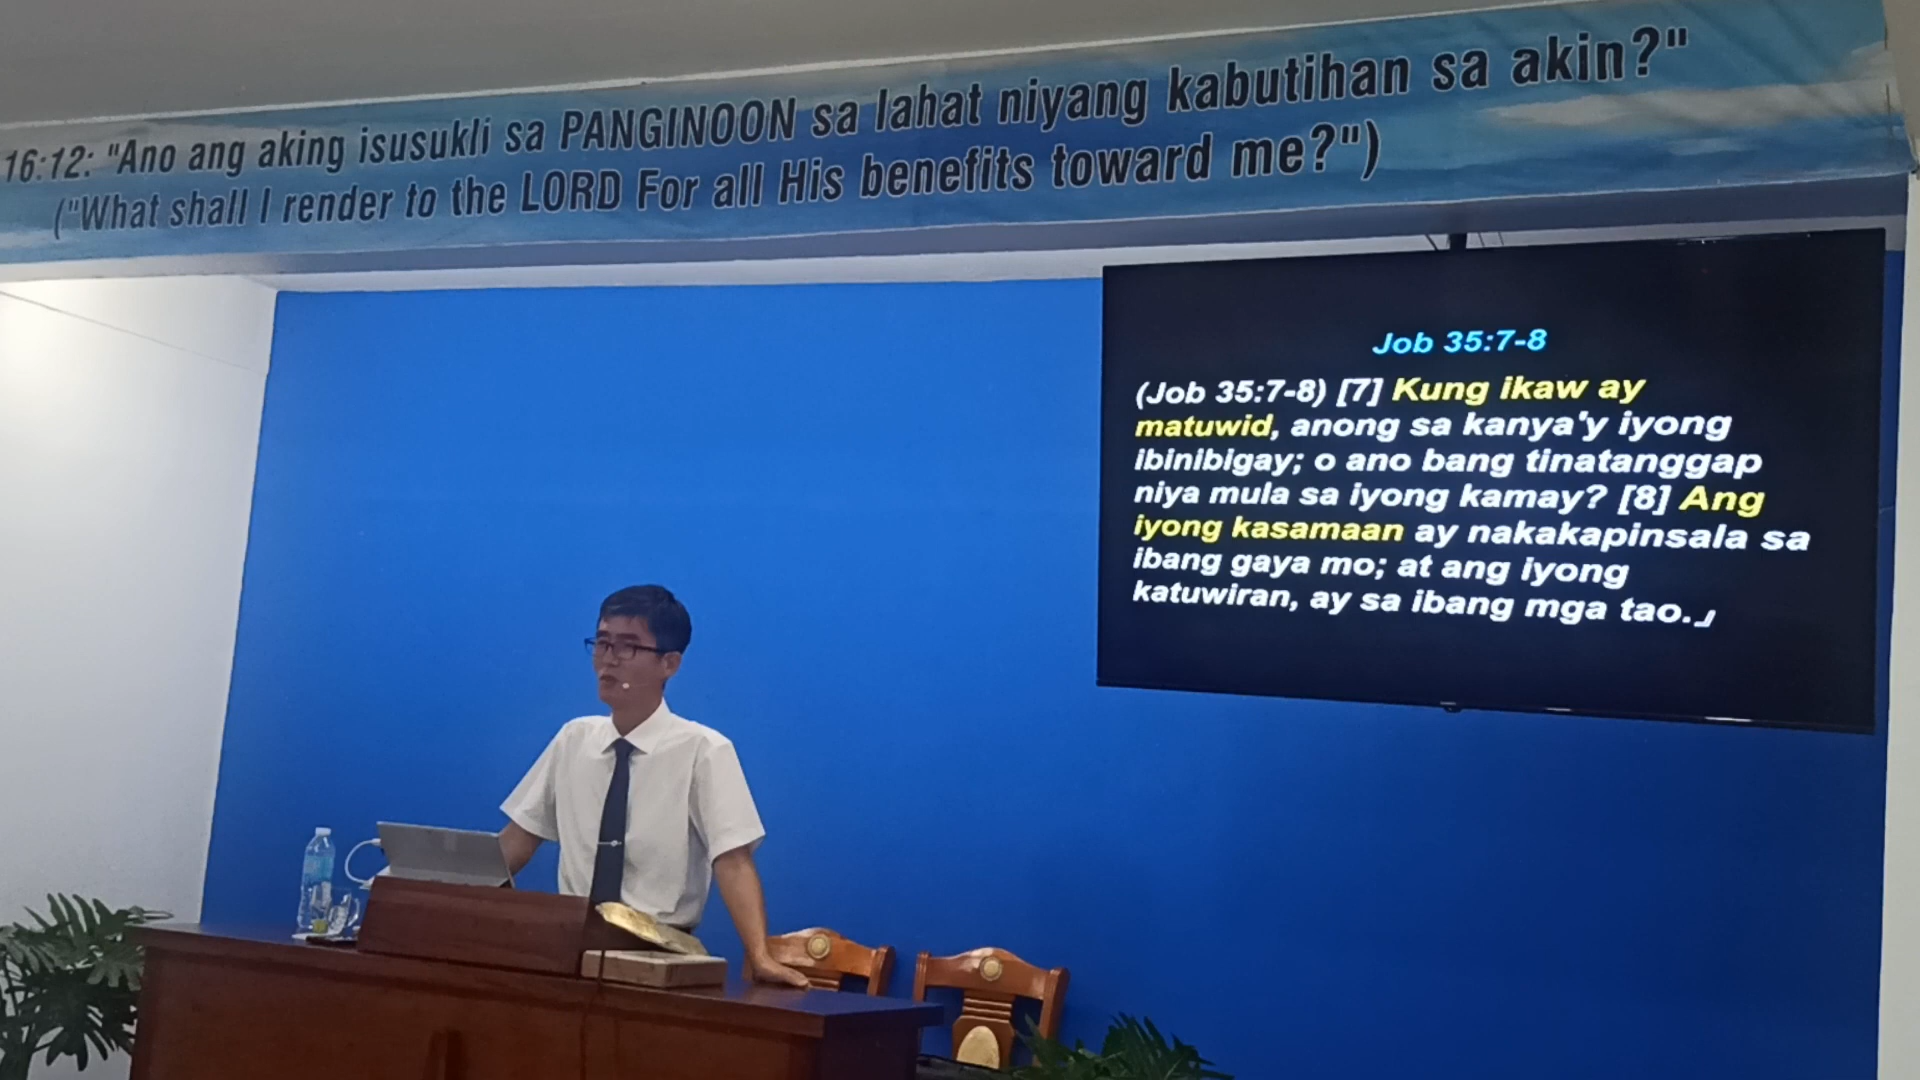 16:12: "Ano ang aking isusukli sa PANGINOON sa lahat niyang kabutihan sa akin?"
("What shall I render to the LORD For all His benefits toward me?")
Job 35:7-8
(Job 35:7-8) [7] Kung ikaw ay
matuwid, anong sa kanya'y iyong
ibinibigay; o ano bang tinatanggap
niya mula sa iyong kamay? [8] Ang
iyong kasamaan ay nakakapinsala sa
ibang gaya mo; at ang iyong
katuwiran, ay sa ibang mga tao.」